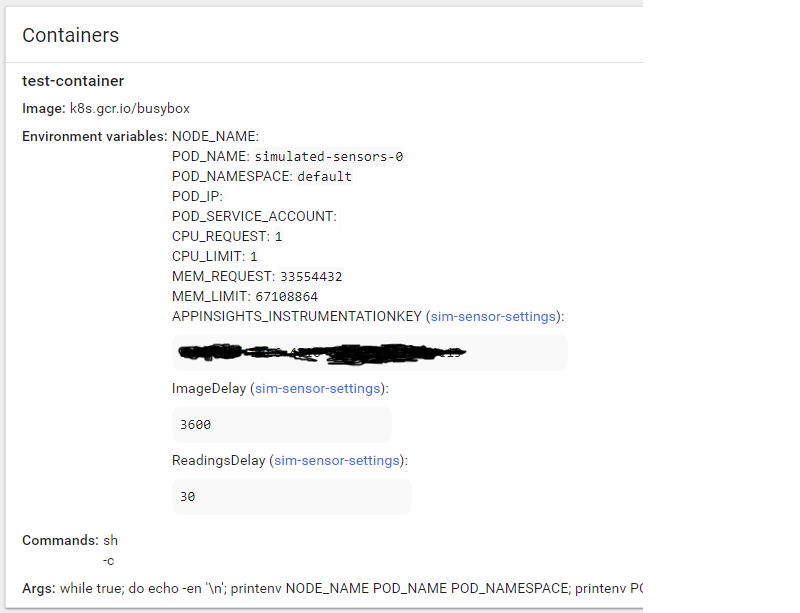 Containers
test-container
Image: k8s.gcr.io/busybox
Environment variables: NODE_NAME:
POD_NAME: simulated-sensors-0
POD_NAMESPACE: default
POD_IP:
POD_SERVICE_ACCOUNT:
CPU_REQUEST: 1
CPU_LIMIT: 1
MEM_REQUEST: 33554432
MEM_LIMIT: 67108864
APPINSIGHTS_INSTRUMENTATIONKEY (sim-sensor-settings):
ImageDelay (sim-sensor-settings):
3600
ReadingsDelay (sim-sensor-settings):
30
Commands: sh
-c
Args: while true; do echo -en '\n'; printenv NODE_NAME POD_NAME POD_NAMESPACE; printenv